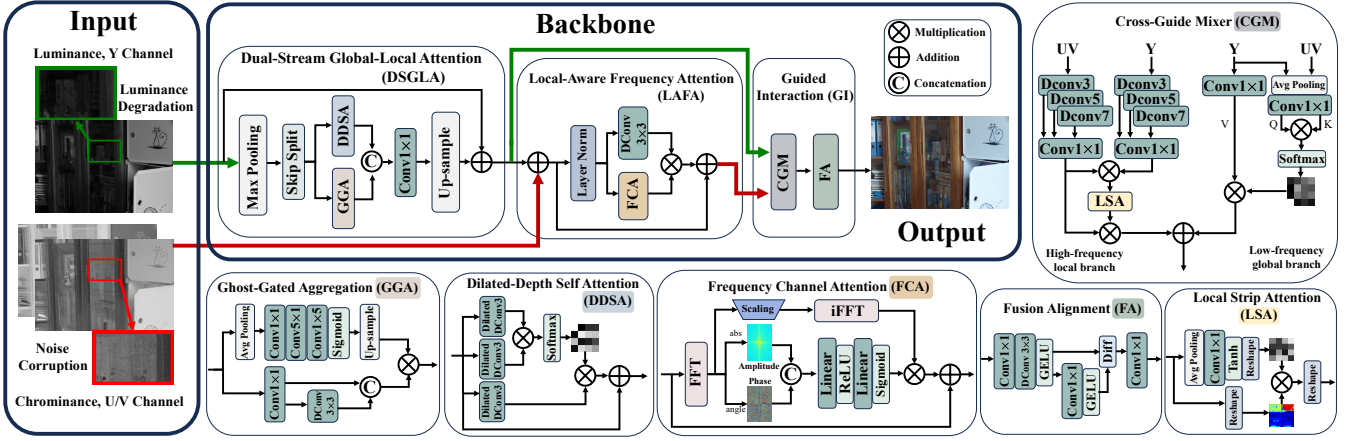 Input
Luminance, Y Channel
Luminance
Degradation
Noise
Corruption
Chrominance, U/V Channel
Backbone
Dual-Stream Global-Local Attention
(DSGLA)
Max Pooling
Skip Split
DDSA
GGA
C
Conv1×1
Up-sample
Local-Aware Frequency Attention
(LAFA)
Layer Norm
DConv
3×3
FCA
Guided
Interaction (GI)
CGM
FA
Multiplication
Addition
C
Concatenation
Output
Cross-Guide Mixer (CGM)
UV
Y
Y
UV
Dconv3
Dconv5
Dconv7
Conv1×1
Dconv3
Dconv5
Dconv7
Conv1×1
LSA
Conv1×1
V
Avg Pooling
Conv1×1
Q
K
Softmax
High-frequency
local branch
Low-frequency
global branch
Ghost-Gated Aggregation (GGA)
Avg Pooling
Conv1×1
Conv5×1
Conv1×5
Sigmoid
Up-sample
Conv1×1
DConv
3×3
C
Dilated-Depth Self Attention
(DDSA)
Dilated
DConv3
Dilated
DConv3
Dilated
DConv3
Softmax
Frequency Channel Attention (FCA)
Scaling
iFFT
FFT
abs
Amplitude
Phase
angle
C
Linear
ReLU
Linear
Sigmoid
Fusion Alignment (FA)
Conv1×1
DConv 3×3
GELU
Conv1×1
GELU
Diff
Conv1×1
Local Strip Attention
(LSA)
Avg Pooling
Conv1×1
Tanh
Reshape
Reshape
Reshape